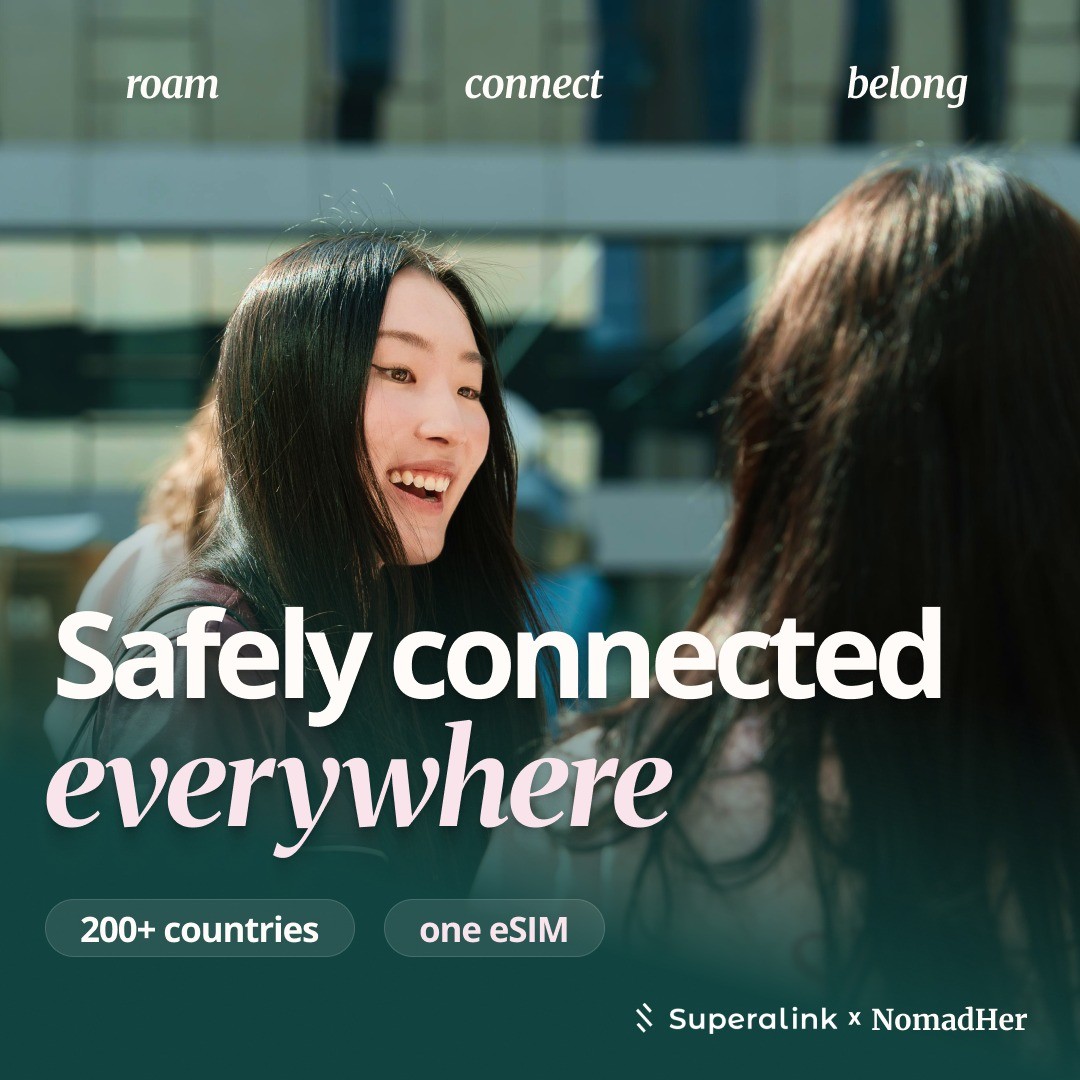 roam connect belong
Safely connected
everywhere
200+ countries one eSIM
Superalink x NomadHer